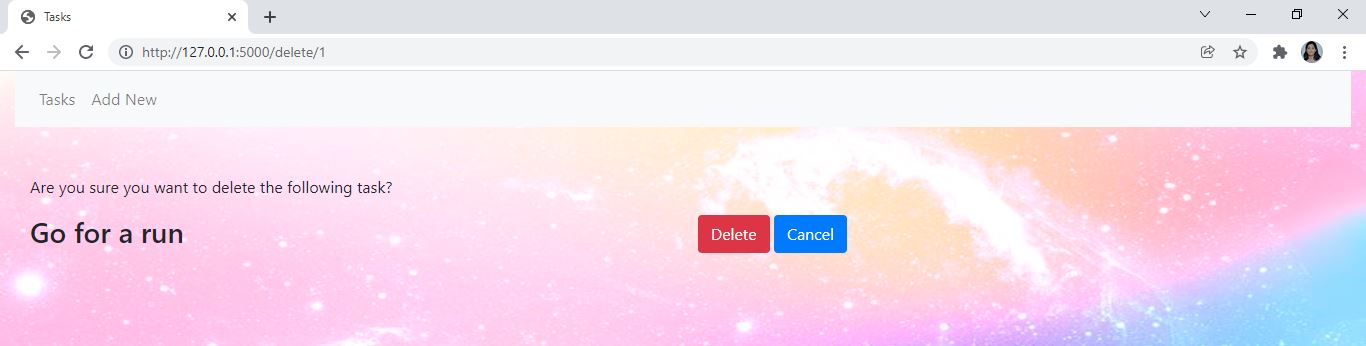 Tasks
http://127.0.0.1:5000/delete/1
Tasks Add New
Are you sure you want to delete the following task?
Go for a run
Delete Cancel